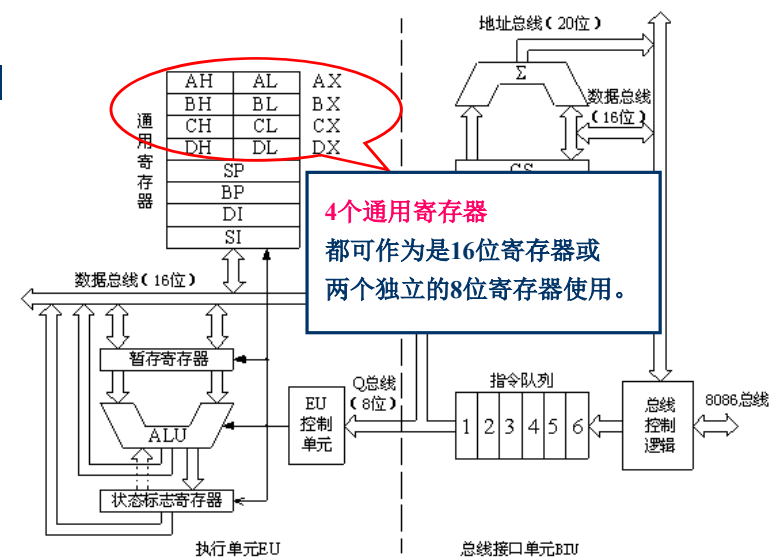 地址总线（20位）
Σ
AH AL AX
BH BL BX
CH CL CX
DH DL DX
通用寄存器
数据总线
（16位）
SP
BP
DI
SI
4个通用寄存器
都可作为是16位寄存器或
两个独立的8位寄存器使用。
数据总线（16位）
暂存寄存器
ALU
状态标志寄存器
EU
控制
单元
Q总线
（8位）
指令队列
1 2 3 4 5 6
总线
控制
逻辑
8086总线
执行单元EU
总线接口单元BIU